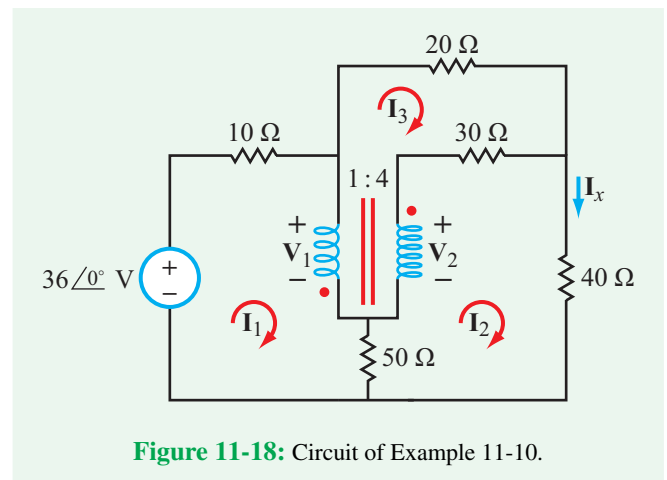 20 Ω
I3
10 Ω
30 Ω
1 : 4
Ix
+
+
V1
V2
−
−
36∠0° V
+
−
40 Ω
I1
I2
50 Ω
Figure 11-18: Circuit of Example 11-10.